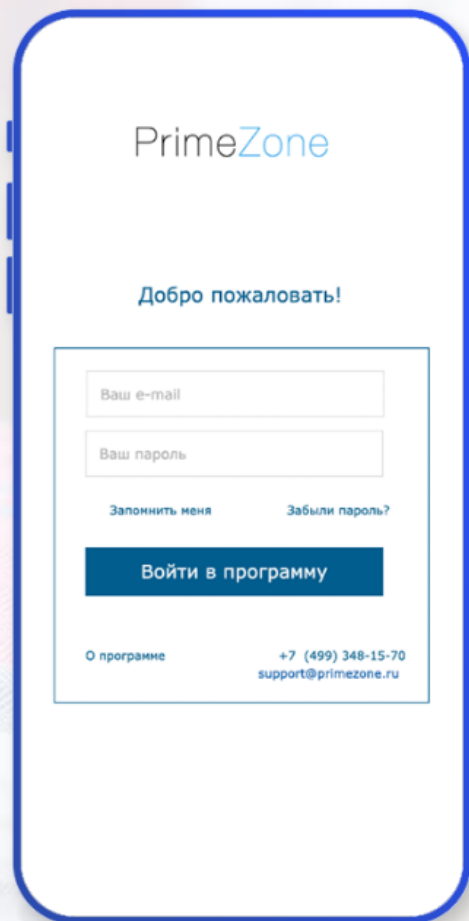 PrimeZone
Добро пожаловать!
Ваш e-mail
Ваш пароль
Запомнить меня Забыли пароль?
Войти в программу
О программе +7 (499) 348-15-70
support@primezone.ru